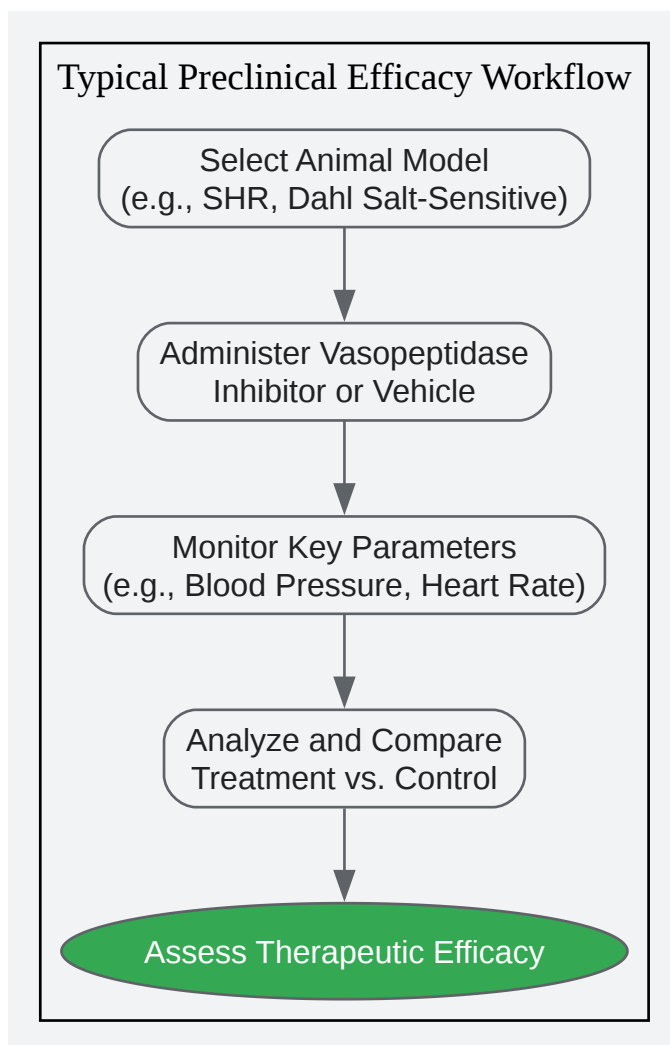 Typical Preclinical Efficacy Workflow
Select Animal Model
(e.g., SHR, Dahl Salt-Sensitive)
Administer Vasopeptidase
Inhibitor or Vehicle
Monitor Key Parameters
(e.g., Blood Pressure, Heart Rate)
Analyze and Compare
Treatment vs. Control
Assess Therapeutic Efficacy